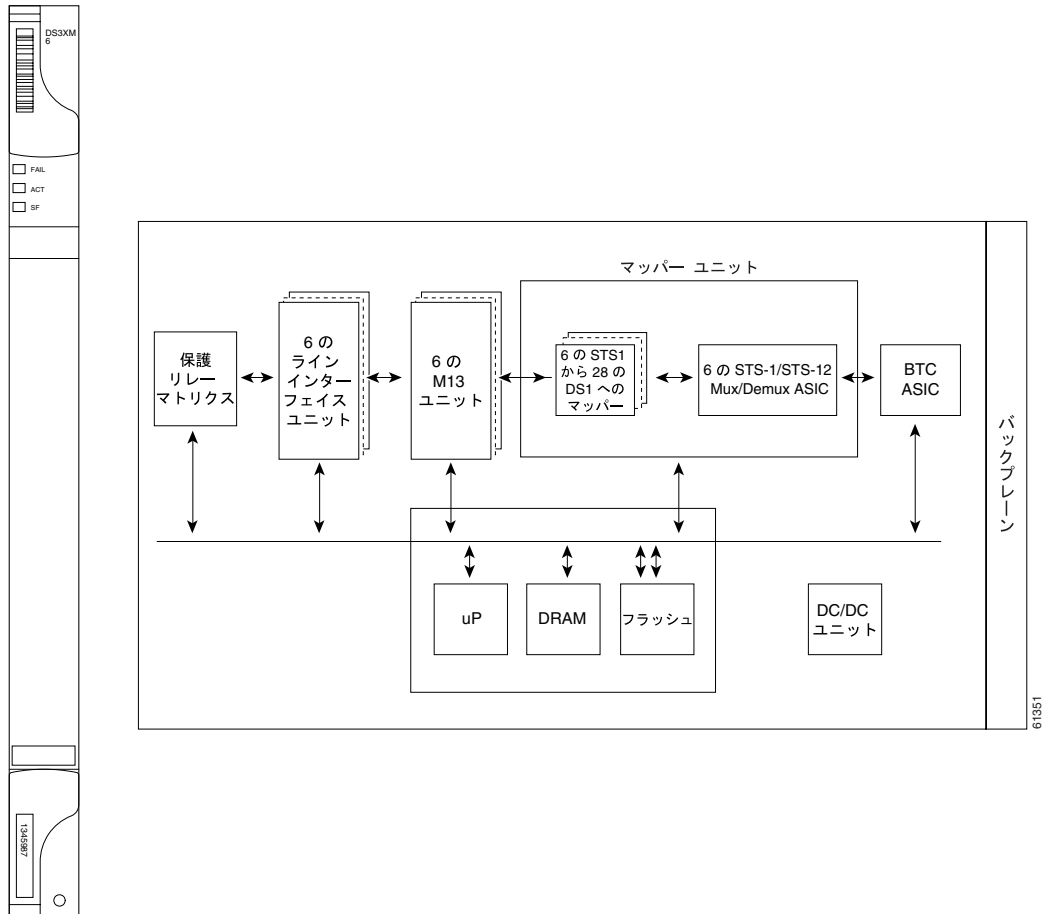 DS3XM
6
FAIL
ACT
SF
マッパー ユニット
保護
リレー
マトリクス
6 の
ライン
インター
フェイス
ユニット
6 の
M13
ユニット
6 の STS1
から 28 の
DS1 への
マッパー
6 の STS-1/STS-12
Mux/Demux ASIC
BTC
ASIC
バックプレーン
uP
DRAM
フラッシュ
DC/DC
ユニット
61351
1345987